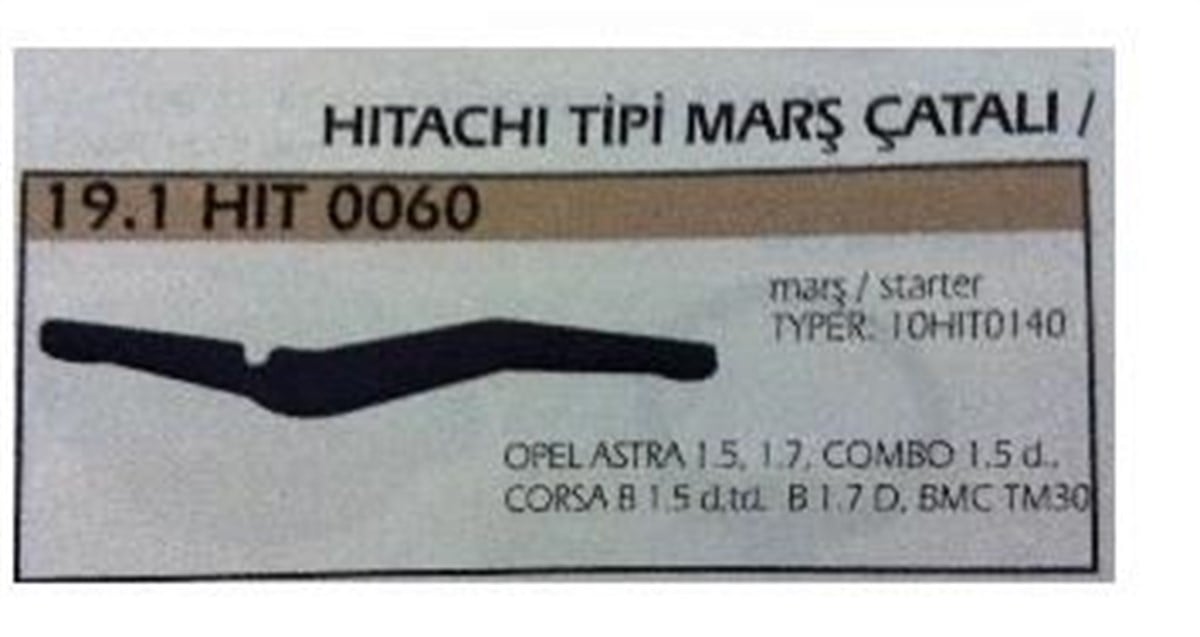 HITACHI TİPİ MARŞ ÇATALI /
19.1 HIT 0060
marş / starter
TYPER: 10HIT0140
OPEL ASTRA 1.5, 1.7, COMBO 1.5 d.,
CORSA B 1.5 d.td. B 1.7 D, BMC TM30